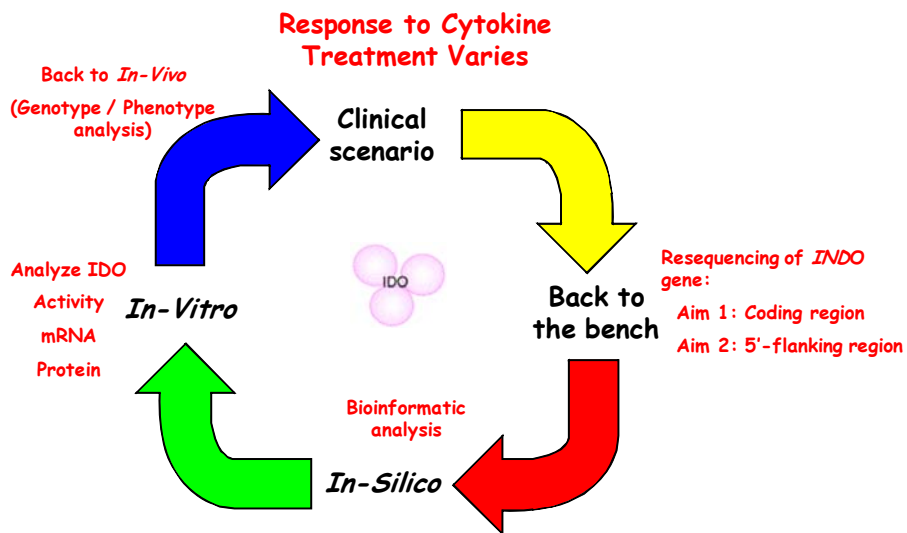 Response to Cytokine
Treatment Varies
Back to In-Vivo
(Genotype / Phenotype
analysis)
Clinical
scenario
Resequencing of INDO
gene:
Aim 1: Coding region
Aim 2: 5'-flanking region
Back to
the bench
IDO
Analyze IDO
Activity
mRNA
Protein
In-Vitro
Bioinformatic
analysis
In-Silico